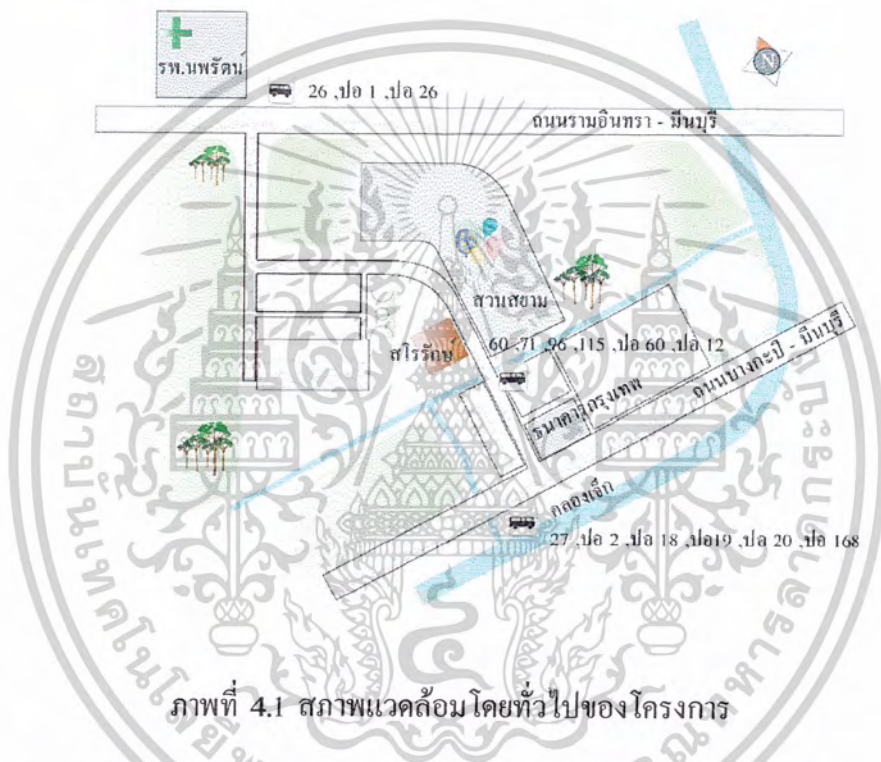 รพ.นพรัตน์
26 ,ปอ 1 ,ปอ 26
N
ถนนรามอินทรา - มีนบุรี
สวนสยาม
สโรรักษ์
60 ,71 ,96 ,115 ,ปอ 60 ,ปอ 12
ธนาคารกรุงเทพ
ถนนบางกะปิ - มีนบุรี
คลองเจ๊ก
27 ,ปอ 2 ,ปอ 18 ,ปอ19 ,ปอ 20 ,ปอ 168
ภาพที่ 4.1 สภาพแวดล้อมโดยทั่วไปของโครงการ